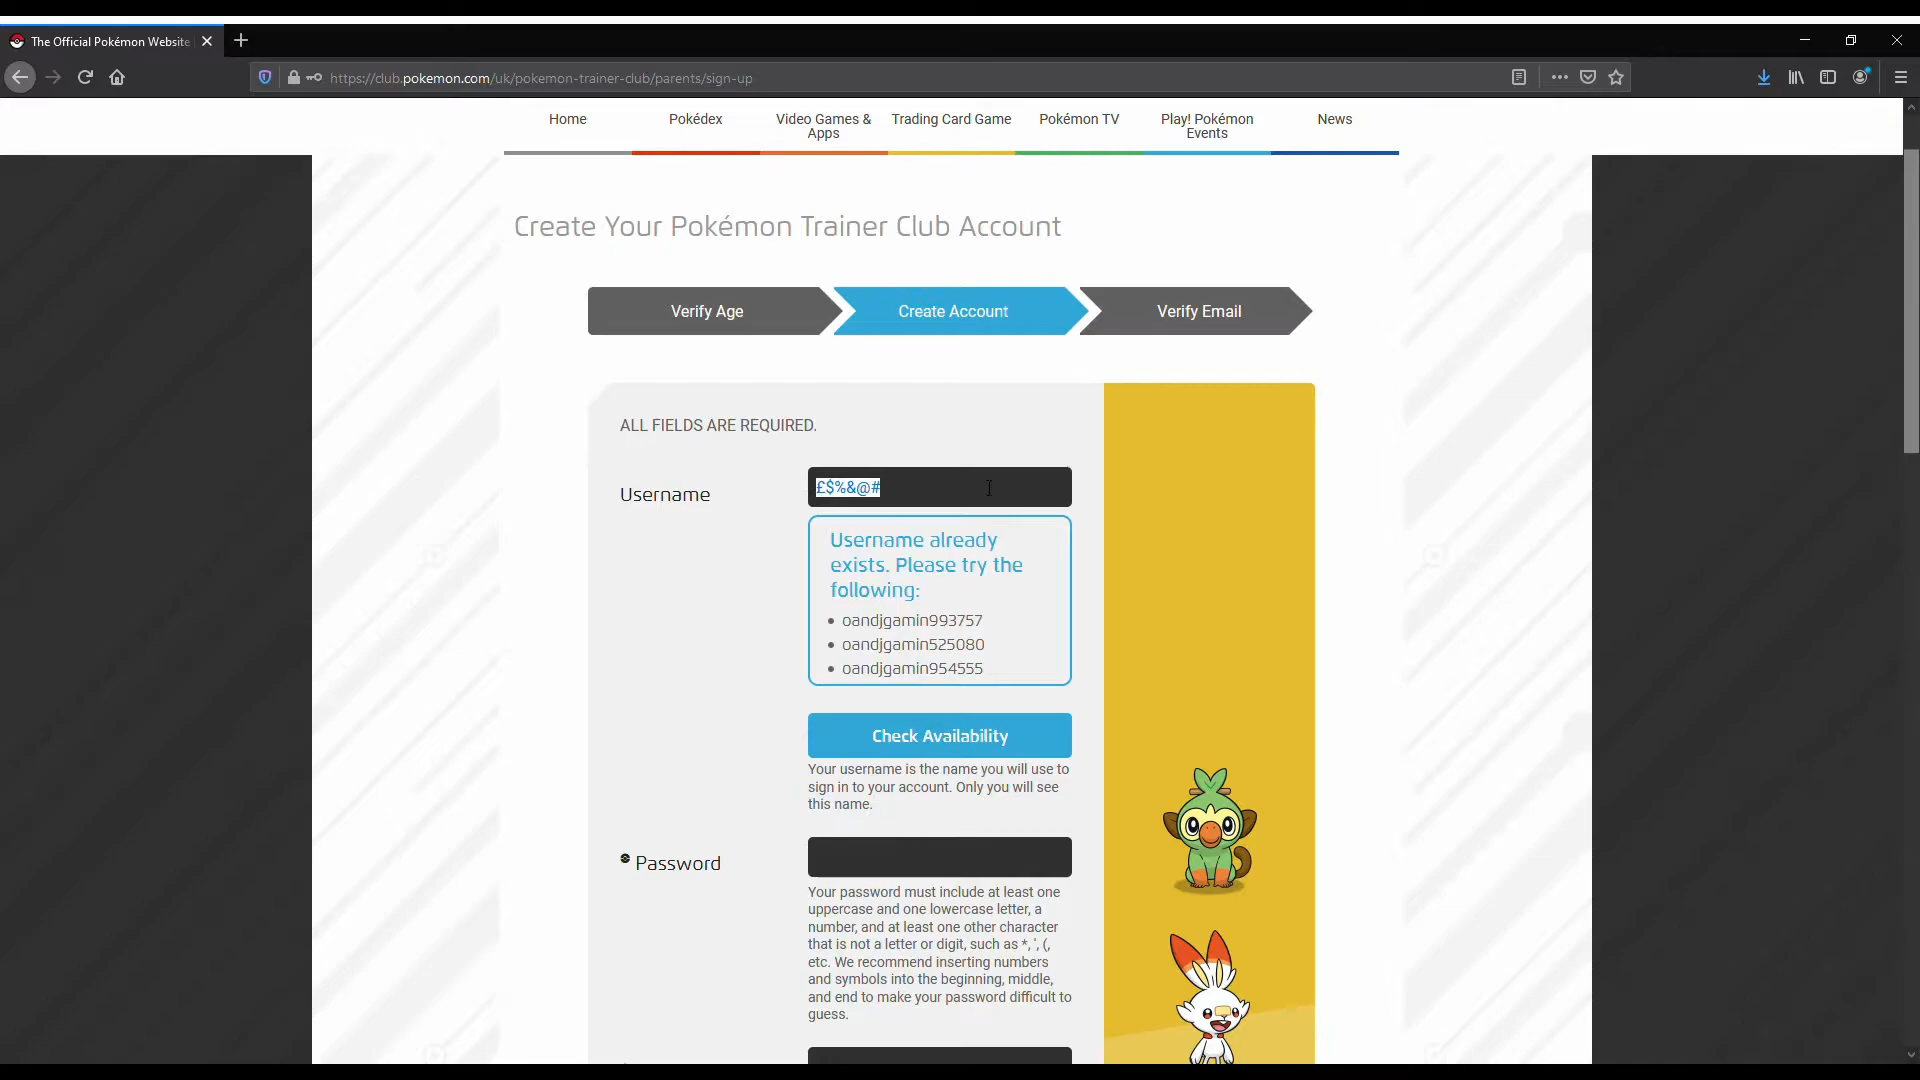 The Official Pokémon Website
https://club.pokemon.com/uk/pokemon-trainer-club/parents/sign-up
Home
Pokédex
Video Games &
Apps
Trading Card Game
Pokémon TV
Play! Pokémon
Events
News
Create Your Pokémon Trainer Club Account
Verify Age
Create Account
Verify Email
ALL FIELDS ARE REQUIRED.
Username
£$%&@#
Username already
exists. Please try the
following:
oandjgamin993757
oandjgamin525080
oandjgamin954555
Check Availability
Your username is the name you will use to
sign in to your account. Only you will see
this name.
Password
Your password must include at least one
uppercase and one lowercase letter, a
number, and at least one other character
that is not a letter or digit, such as *, ', (,
etc. We recommend inserting numbers
and symbols into the beginning, middle,
and end to make your password difficult to
guess.